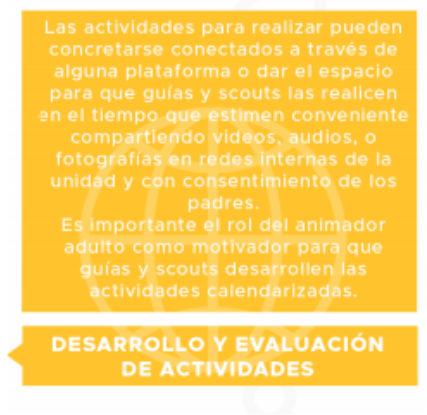 Las actividades para realizar pueden
concretarse conectados a través de
alguna plataforma o dar el espacio
para que guías y scouts las realicen
en el tiempo que estimen conveniente
compartiendo videos, audios, o
fotografías en redes internas de la
unidad y con consentimiento de los
padres.
Es importante el rol del animador
adulto como motivador para que
guías y scouts desarrollen las
actividades calendarizadas.
DESARROLLO Y EVALUACIÓN
DE ACTIVIDADES